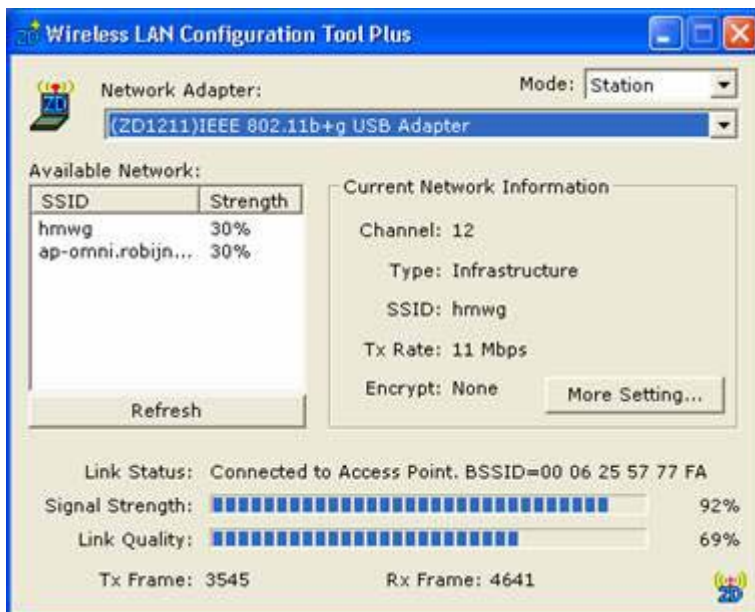 Wireless LAN Configuration Tool Plus
Network Adapter:
Mode: Station
(ZD1211)IEEE 802.11b+g USB Adapter
Available Network:
SSID Strength
hmwg 30%
ap-omni.robijn... 30%
Refresh
Current Network Information
Channel: 12
Type: Infrastructure
SSID: hmwg
Tx Rate: 11 Mbps
Encrypt: None
More Setting...
Link Status: Connected to Access Point. BSSID=00 06 25 57 77 FA
Signal Strength: 92%
Link Quality: 69%
Tx Frame: 3545 Rx Frame: 4641
ZD